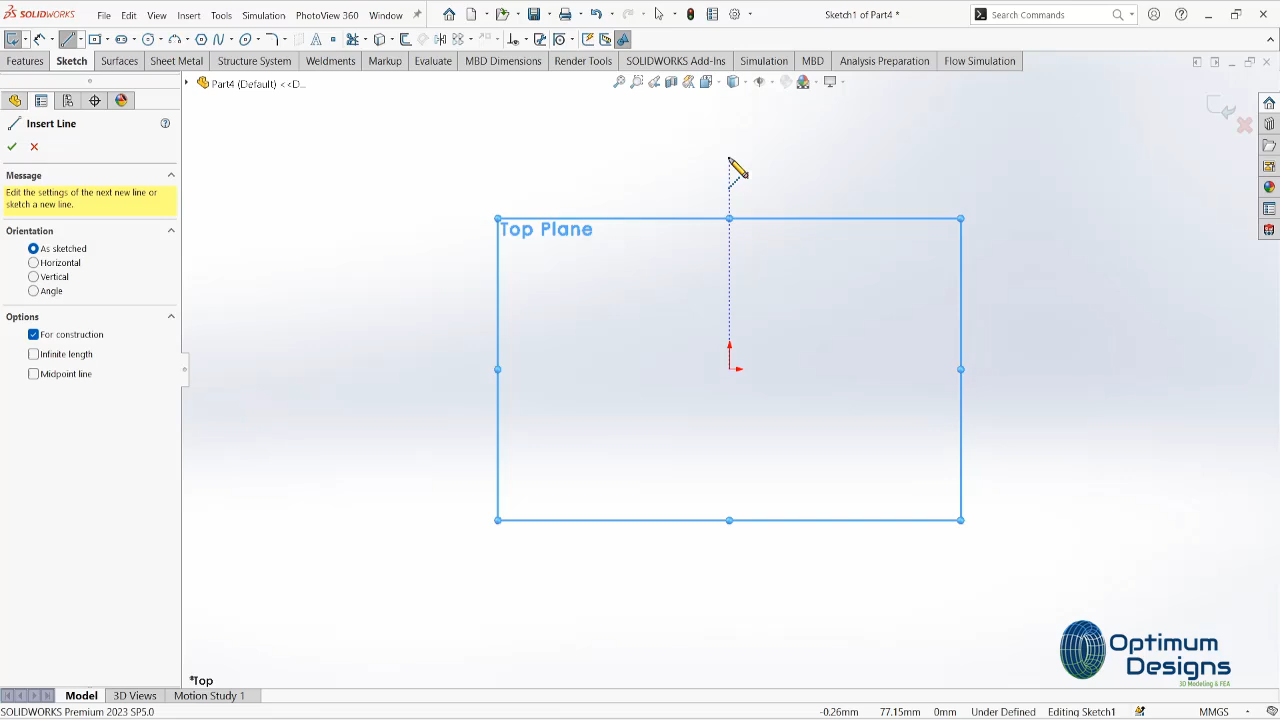 SOLIDWORKS File Edit View Insert Tools Simulation PhotoView 360 Window Sketch1 of Part4 * Search Commands
Features Sketch Surfaces Sheet Metal Structure System Weldments Markup Evaluate MBD Dimensions Render Tools SOLIDWORKS Add-Ins Simulation MBD Analysis Preparation Flow Simulation
Part4 (Default) <<D...
Insert Line
Message
Edit the settings of the next new line or
sketch a new line.
Orientation
As sketched
Horizontal
Vertical
Angle
Options
For construction
Infinite length
Midpoint line
Top Plane
Optimum
Designs
3D Modeling & FEA
*Top
Model 3D Views Motion Study 1
SOLIDWORKS Premium 2023 SP5.0 -0.26mm 77.15mm 0mm Under Defined Editing Sketch1 MMGS